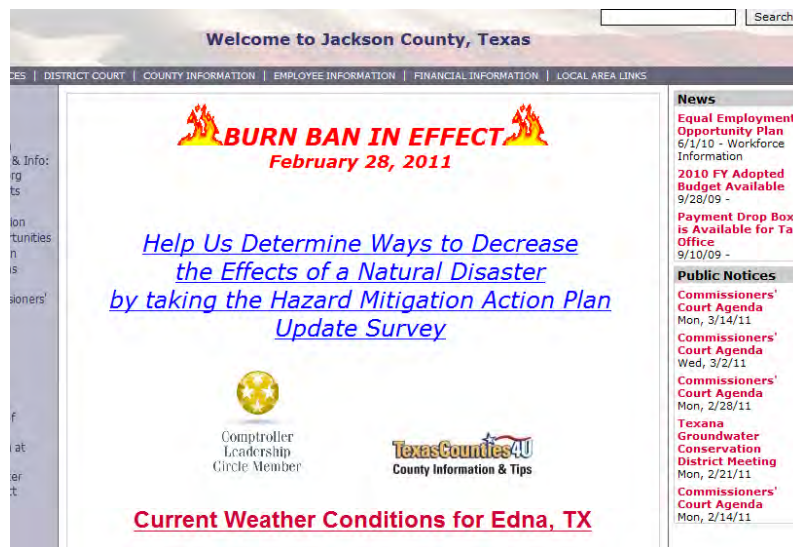 Search
Welcome to Jackson County, Texas
CES | DISTRICT COURT | COUNTY INFORMATION | EMPLOYEE INFORMATION | FINANCIAL INFORMATION | LOCAL AREA LINKS
& Info:
rg
ts
ion
rtunities
n
ns
sioners'
f
n at
ter
ct
BURN BAN IN EFFECT
February 28, 2011
Help Us Determine Ways to Decrease
the Effects of a Natural Disaster
by taking the Hazard Mitigation Action Plan
Update Survey
Comptroller
Leadership
Circle Member
TexasCounties4U
County Information & Tips
Current Weather Conditions for Edna, TX
News
Equal Employment
Opportunity Plan
6/1/10 - Workforce
Information
2010 FY Adopted
Budget Available
9/28/09 -
Payment Drop Box
is Available for Ta
Office
9/10/09 -
Public Notices
Commissioners'
Court Agenda
Mon, 3/14/11
Commissioners'
Court Agenda
Wed, 3/2/11
Commissioners'
Court Agenda
Mon, 2/28/11
Texana
Groundwater
Conservation
District Meeting
Mon, 2/21/11
Commissioners'
Court Agenda
Mon, 2/14/11